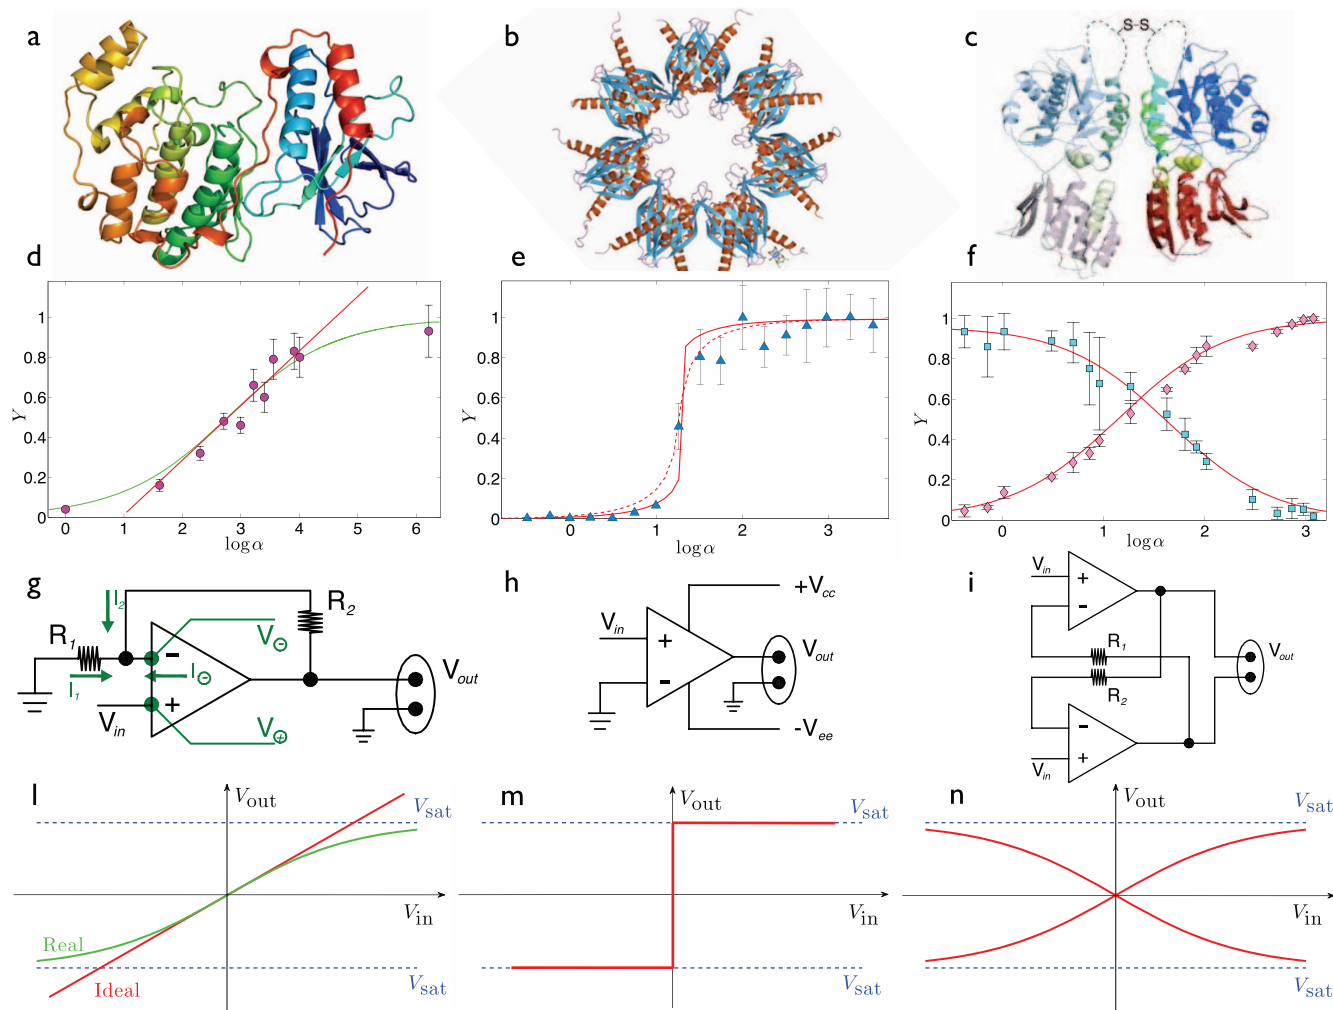 a
b
c
S-S
d
Y
0
0.2
0.4
0.6
0.8
1
0 1 2 3 4 5 6
log α
e
Y
0
0.2
0.4
0.6
0.8
1
0 1 2 3
log α
f
Y
0
0.2
0.4
0.6
0.8
1
0 1 2 3
log α
g
I2
R1
R2
V⊖
I1
I⊖
Vin
V⊕
Vout
-
+
h
+Vcc
Vin
+
-
Vout
-Vee
i
Vin
+
-
R1
R2
Vout
-
+
Vin
l
Vout
Vsat
Vin
Real
Ideal
Vsat
m
Vout
Vsat
Vin
Vsat
n
Vout
Vsat
Vin
Vsat